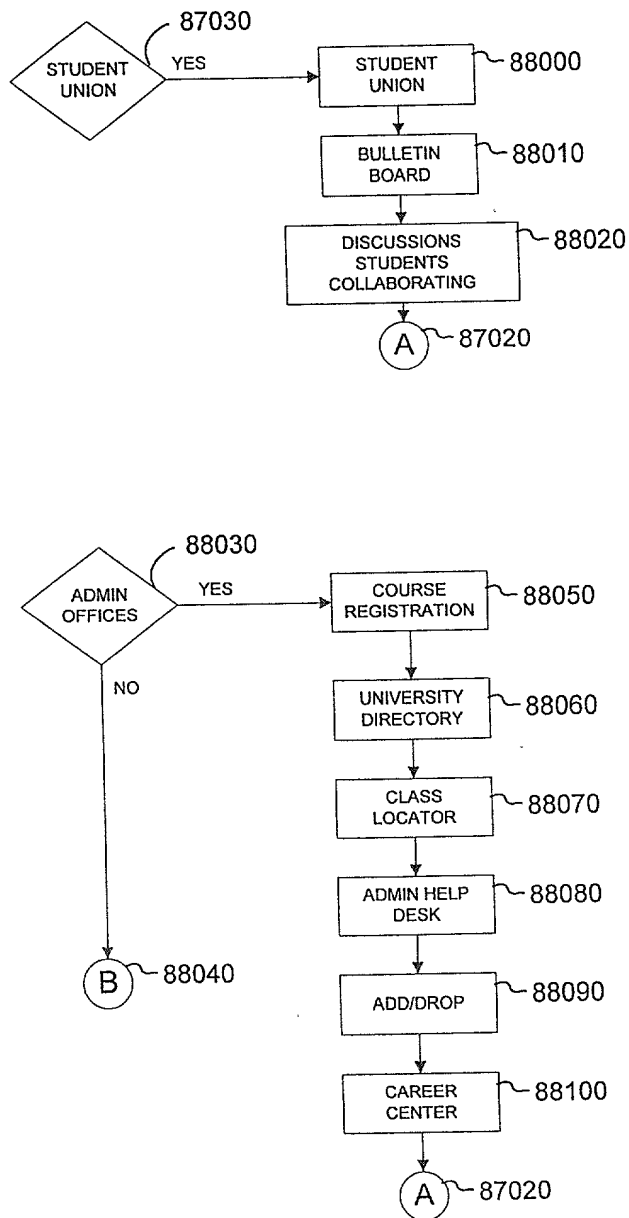 87030
STUDENT
UNION
YES
STUDENT
UNION
88000
BULLETIN
BOARD
88010
DISCUSSIONS
STUDENTS
COLLABORATING
88020
A
87020
88030
ADMIN
OFFICES
YES
COURSE
REGISTRATION
88050
NO
UNIVERSITY
DIRECTORY
88060
CLASS
LOCATOR
88070
ADMIN HELP
DESK
88080
B
88040
ADD/DROP
88090
CAREER
CENTER
88100
A
87020